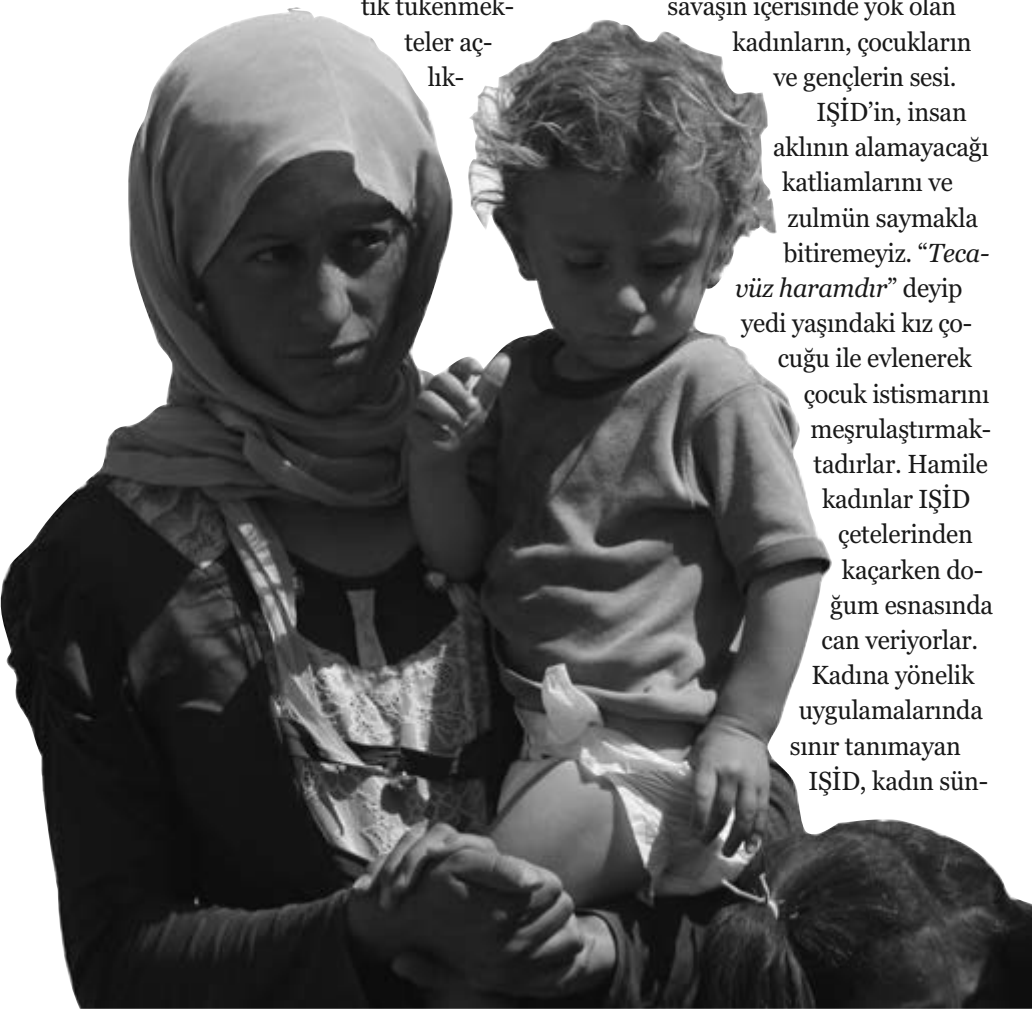 tik tükenmek-
teler aç-
lık-
savaşın içerisinde yok olan
kadınların, çocukların
ve gençlerin sesi.
IŞİD’in, insan
aklının alamayacağı
katliamlarını ve
zulmün saymakla
bitiremeyiz. “Teca-
vüz haramdır” deyip
yedi yaşındaki kız ço-
cuğu ile evlenerek
çocuk istismarını
meşrulaştırmak-
tadırlar. Hamile
kadınlar IŞİD
çetelerinden
kaçarken do-
ğum esnasında
can veriyorlar.
Kadına yönelik
uygulamalarında
sınır tanımayan
IŞİD, kadın sün-